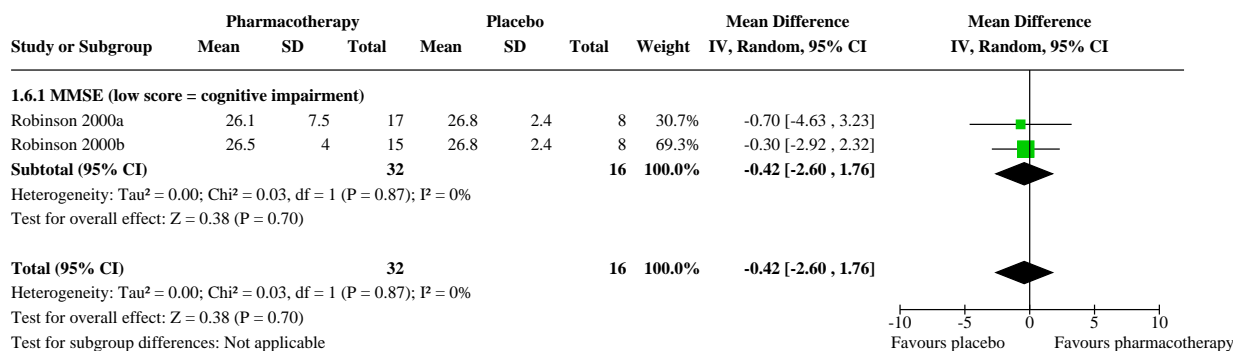 Pharmacotherapy Placebo Mean Difference Mean Difference
Study or Subgroup Mean SD Total Mean SD Total Weight IV, Random, 95% CI IV, Random, 95% CI
1.6.1 MMSE (low score = cognitive impairment)
Robinson 2000a 26.1 7.5 17 26.8 2.4 8 30.7% -0.70 [-4.63 , 3.23]
Robinson 2000b 26.5 4 15 26.8 2.4 8 69.3% -0.30 [-2.92 , 2.32]
Subtotal (95% CI) 32 16 100.0% -0.42 [-2.60 , 1.76]
Heterogeneity: Tau² = 0.00; Chi² = 0.03, df = 1 (P = 0.87); I² = 0%
Test for overall effect: Z = 0.38 (P = 0.70)
Total (95% CI) 32 16 100.0% -0.42 [-2.60 , 1.76]
Heterogeneity: Tau² = 0.00; Chi² = 0.03, df = 1 (P = 0.87); I² = 0%
Test for overall effect: Z = 0.38 (P = 0.70)
-10 -5 0 5 10
Test for subgroup differences: Not applicable Favours placebo Favours pharmacotherapy